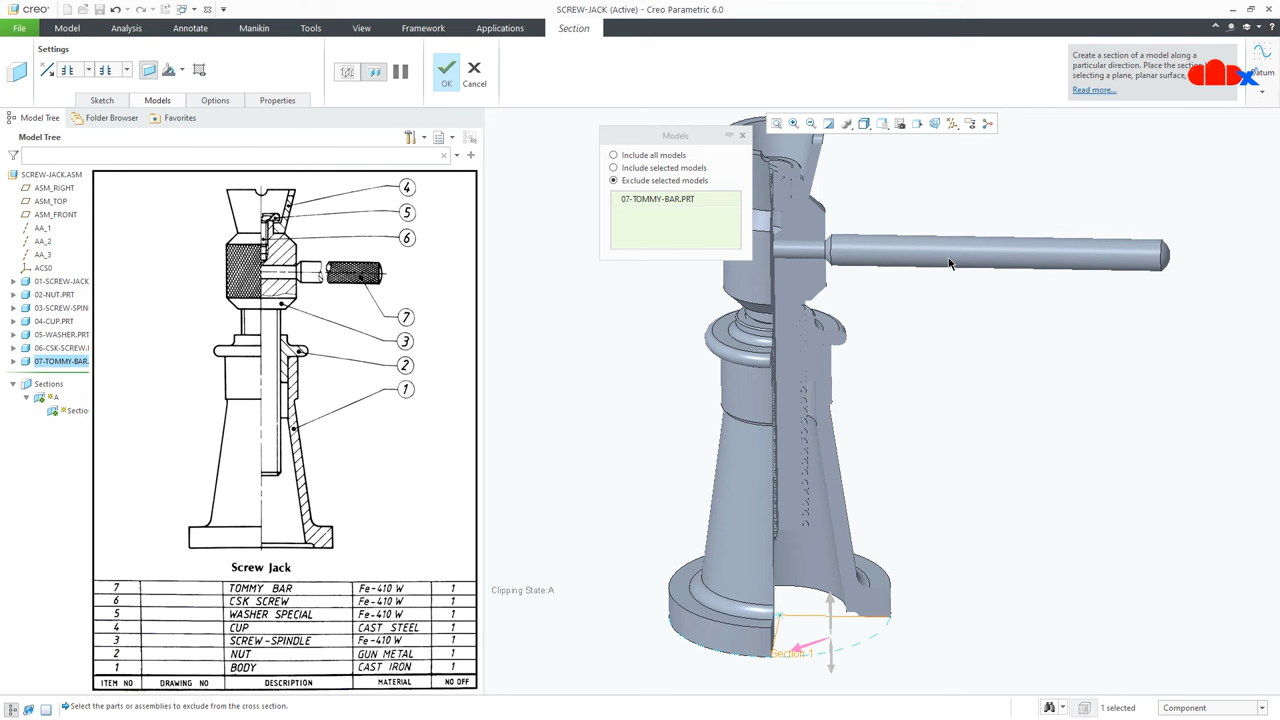 creo
SCREW-JACK (Active) - Creo Parametric 6.0
File
Model
Analysis
Annotate
Manikin
Tools
View
Framework
Applications
Section
Settings
OK
Cancel
Create a section of a model along a
particular direction. Place the section
selecting a plane, planar surface,
Read more...
Datum
Sketch
Models
Options
Properties
Model Tree
Folder Browser
Favorites
Model Tree
SCREW-JACK.ASM
ASM_RIGHT
ASM_TOP
ASM_FRONT
AA_1
AA_2
AA_3
ACS0
01-SCREW-JACK
02-NUT.PRT
03-SCREW-SPIN
04-CUP.PRT
05-WASHER.PRT
06-CSK-SCREW.
07-TOMMY-BAR.
Sections
A
Sectio
4
5
6
7
3
2
1
Screw Jack
7 TOMMY BAR Fe-410 W 1
6 CSK SCREW Fe-410 W 1
5 WASHER SPECIAL Fe-410 W 1
4 CUP CAST STEEL 1
3 SCREW-SPINDLE Fe-410 W 1
2 NUT GUN METAL 1
1 BODY CAST IRON 1
ITEM NO DRAWING NO DESCRIPTION MATERIAL NO OFF
Models
Include all models
Include selected models
Exclude selected models
07-TOMMY-BAR.PRT
Clipping State:A
Section 1
Select the parts or assemblies to exclude from the cross section.
1 selected
Component